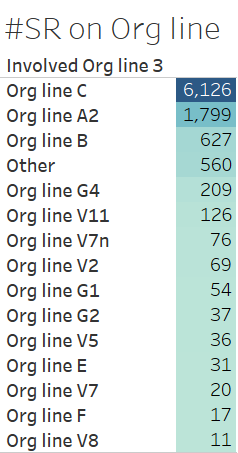 #SR on Org line
Involved Org line 3
Org line C 6,126
Org line A2 1,799
Org line B 627
Other 560
Org line G4 209
Org line V11 126
Org line V7n 76
Org line V2 69
Org line G1 54
Org line G2 37
Org line V5 36
Org line E 31
Org line V7 20
Org line F 17
Org line V8 11